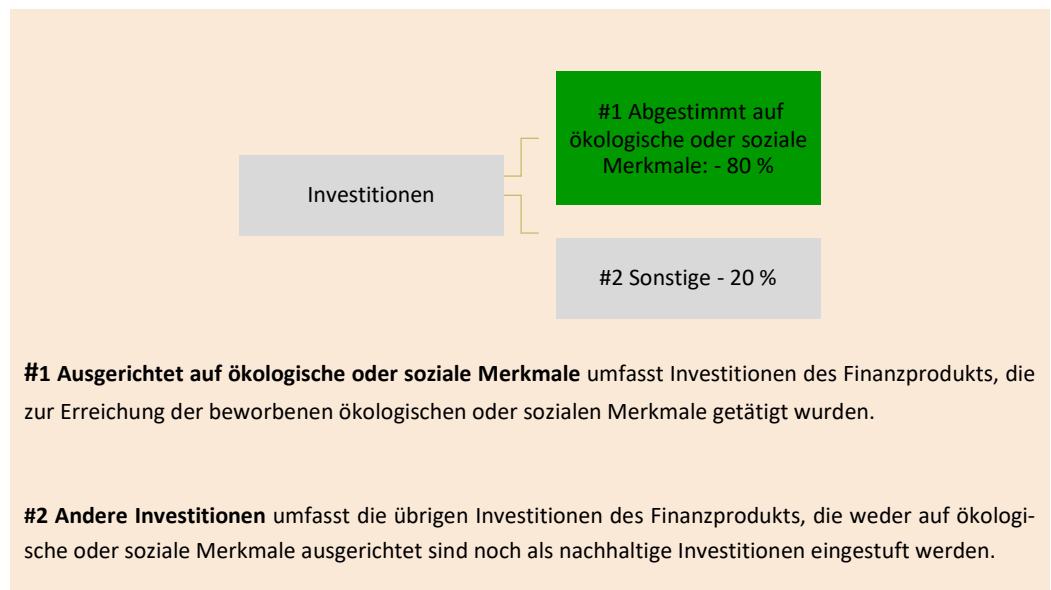 #1 Abgestimmt auf
ökologische oder soziale
Merkmale: - 80 %
Investitionen
#2 Sonstige - 20 %
#1 Ausgerichtet auf ökologische oder soziale Merkmale umfasst Investitionen des Finanzprodukts, die
zur Erreichung der beworbenen ökologischen oder sozialen Merkmale getätigt wurden.
#2 Andere Investitionen umfasst die übrigen Investitionen des Finanzprodukts, die weder auf ökologi-
sche oder soziale Merkmale ausgerichtet sind noch als nachhaltige Investitionen eingestuft werden.